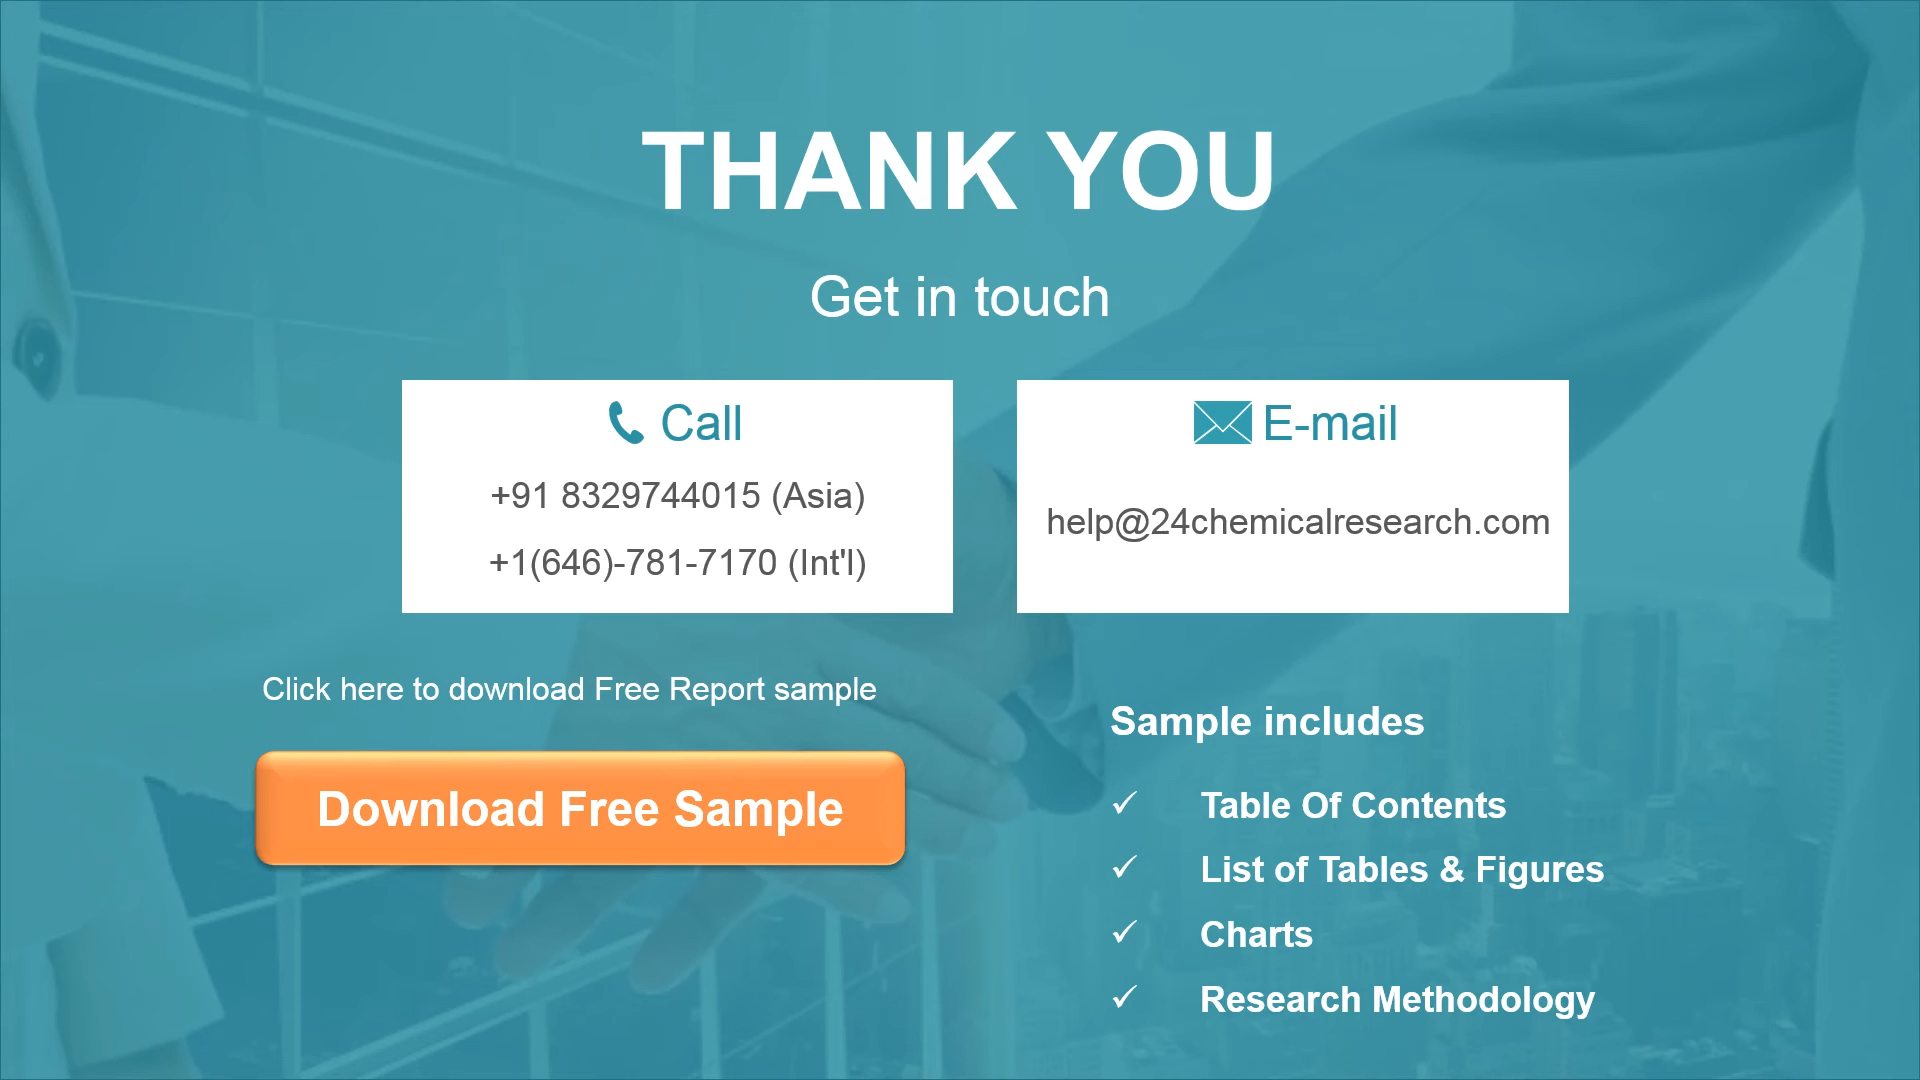 THANK YOU
Get in touch
Call
+91 8329744015 (Asia)
+1(646)-781-7170 (Int'l)
E-mail
help@24chemicalresearch.com
Click here to download Free Report sample
Download Free Sample
Sample includes
✓ Table Of Contents
✓ List of Tables & Figures
✓ Charts
✓ Research Methodology